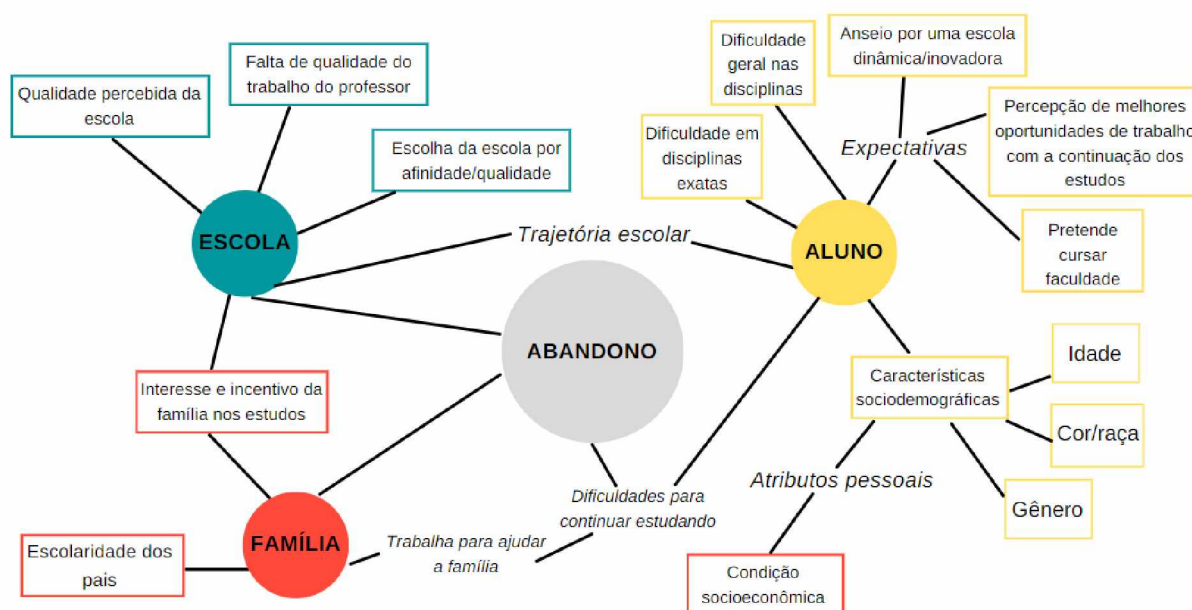 Qualidade percebida da
escola
Falta de qualidade do
trabalho do professor
Escolha da escola por
afinidade/qualidade
ESCOLA
Trajetória escolar
Dificuldade
geral nas
disciplinas
Dificuldade em
disciplinas
exatas
Anseio por uma escola
dinâmica/inovadora
Expectativas
Percepção de melhores
oportunidades de trabalho
com a continuação dos
estudos
Pretende
cursar
faculdade
ALUNO
ABANDONO
Interesse e incentivo da
família nos estudos
Características
sociodemográficas
Idade
Cor/raça
Gênero
Atributos pessoais
Dificuldades para
continuar estudando
Trabalha para ajudar
a família
FAMÍLIA
Escolaridade dos
pais
Condição
socioeconômica